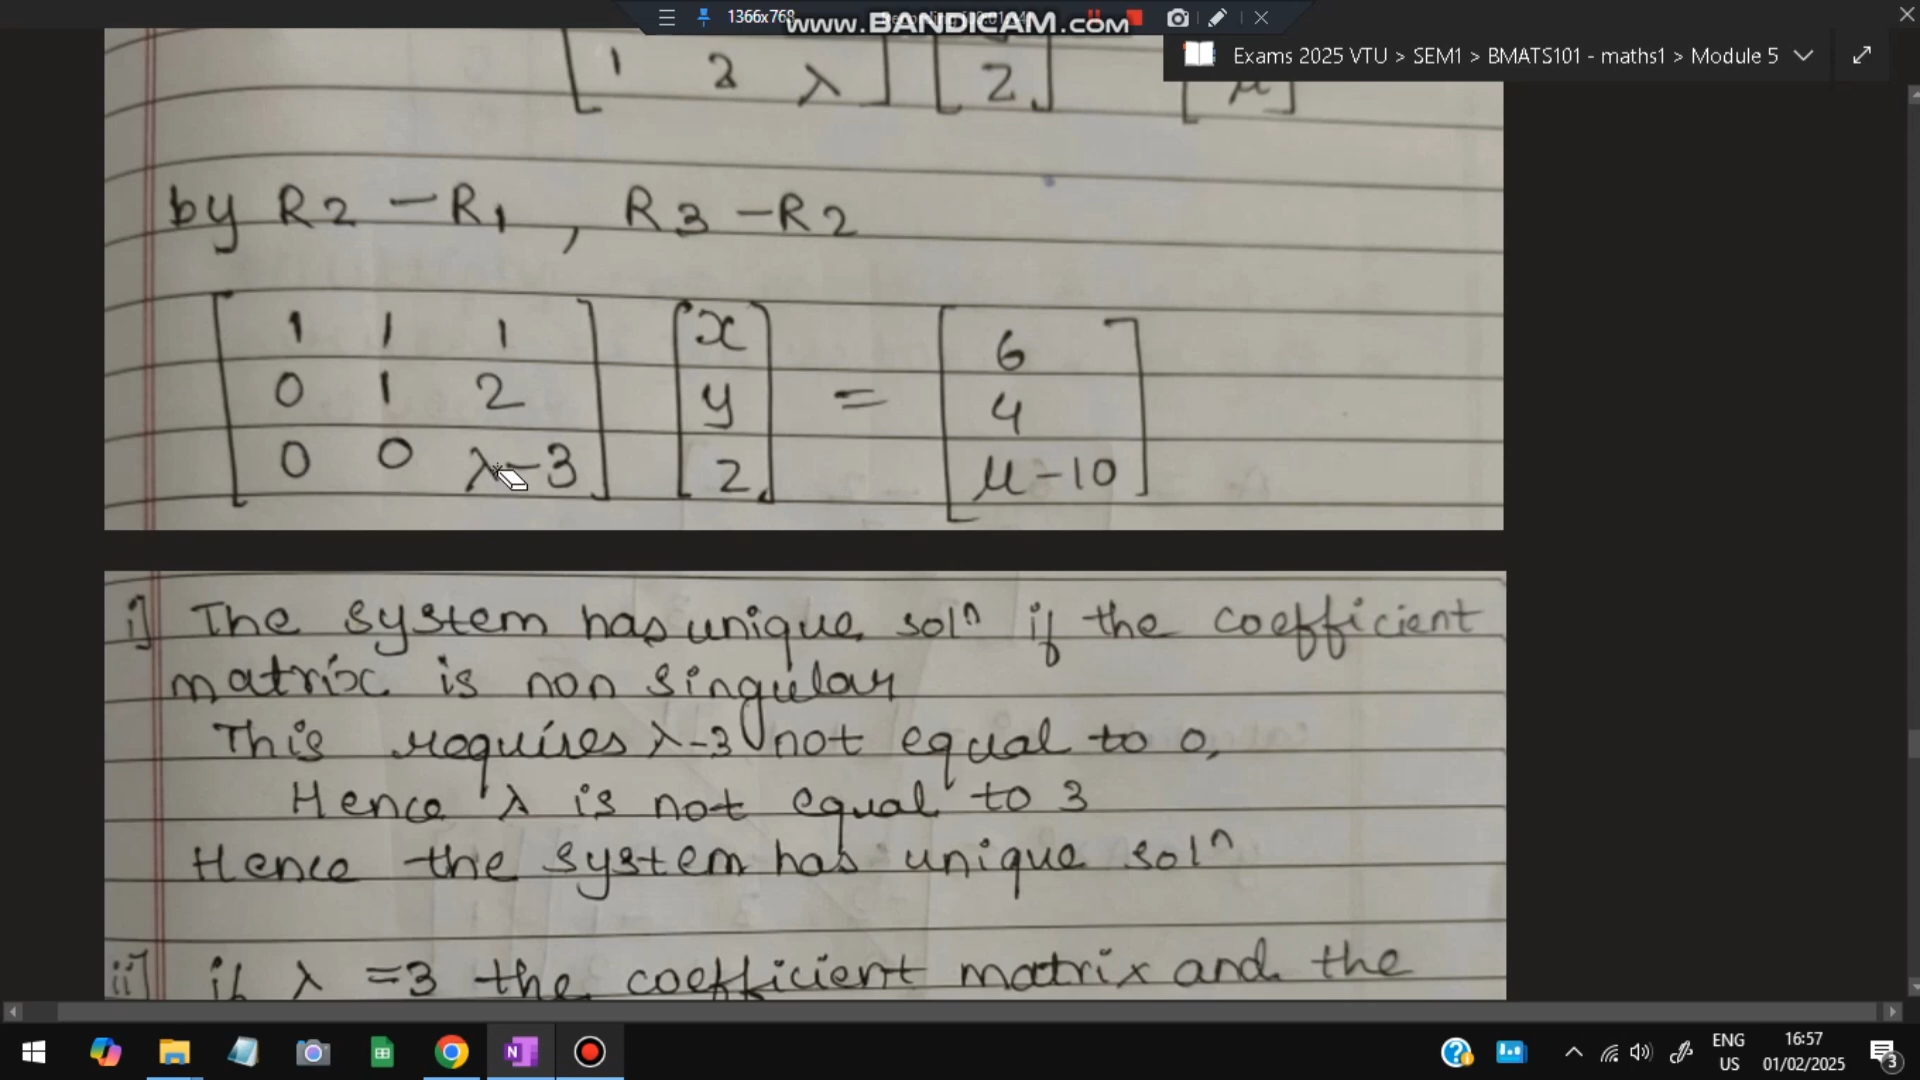 1366x768
www.BANDICAM.com
Exams 2025 VTU > SEM1 > BMATS101 - maths1 > Module 5
1 2 λ z μ
by R2 - R1, R3 - R2
1 1 1 x 6
0 1 2 y = 4
0 0 λ-3 z μ-10
i] The system has unique solⁿ if the coefficient
matrix is non singular
This requires λ-3 not equal to 0,
Hence λ is not equal to 3
Hence the system has unique solⁿ
ii] if λ = 3 the coefficient matrix and the
ENG
US
16:57
01/02/2025
3